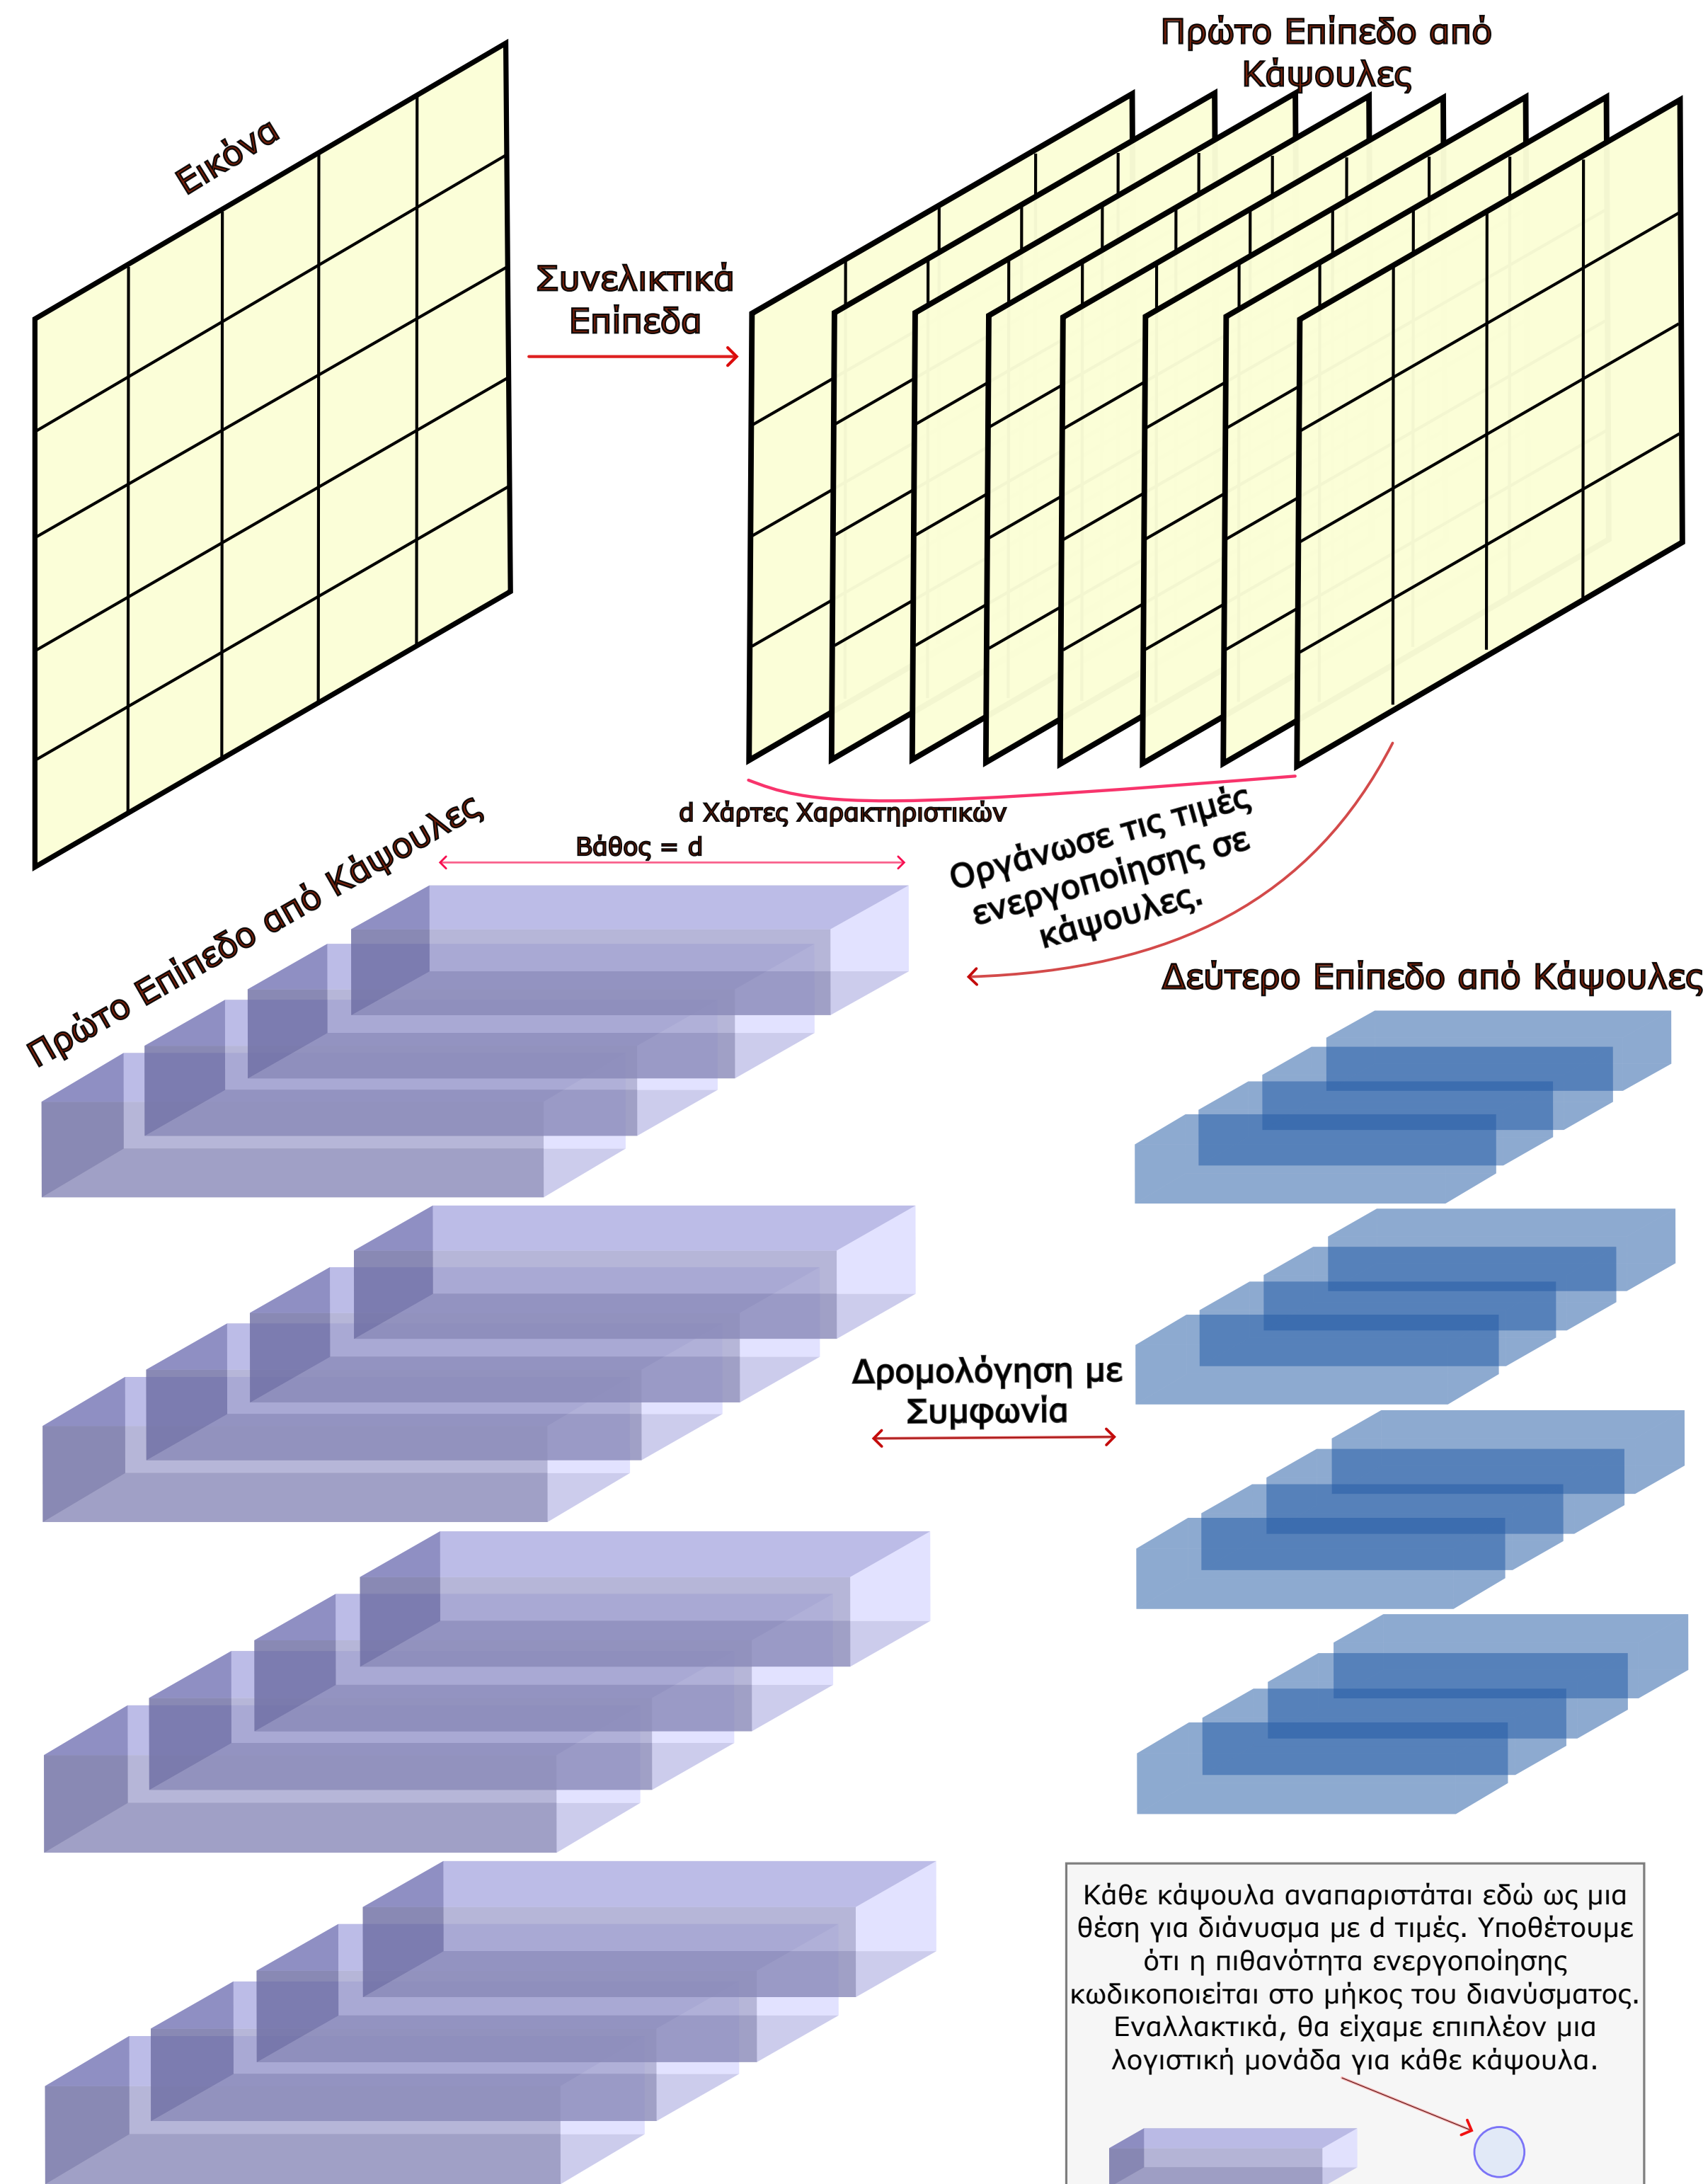 Πρώτο Επίπεδο από
Κάψουλες
Εικόνα
Συνελικτικά
Επίπεδα
d Χάρτες Χαρακτηριστικών
Βάθος = d
Οργάνωσε τις τιμές
ενεργοποίησης σε
κάψουλες.
Πρώτο Επίπεδο από Κάψουλες
Δεύτερο Επίπεδο από Κάψουλες
Δρομολόγηση με
Συμφωνία
Κάθε κάψουλα αναπαριστάται εδώ ως μια
θέση για διάνυσμα με d τιμές. Υποθέτουμε
ότι η πιθανότητα ενεργοποίησης
κωδικοποιείται στο μήκος του διανύσματος.
Εναλλακτικά, θα είχαμε επιπλέον μια
λογιστική μονάδα για κάθε κάψουλα.